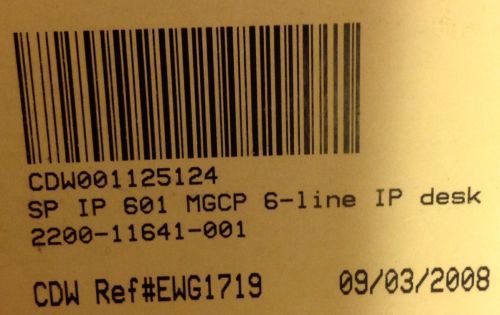 CDW001125124
SP IP 601 MGCP 6-line IP desk
2200-11641-001
CDW Ref#EWG1719 09/03/2008